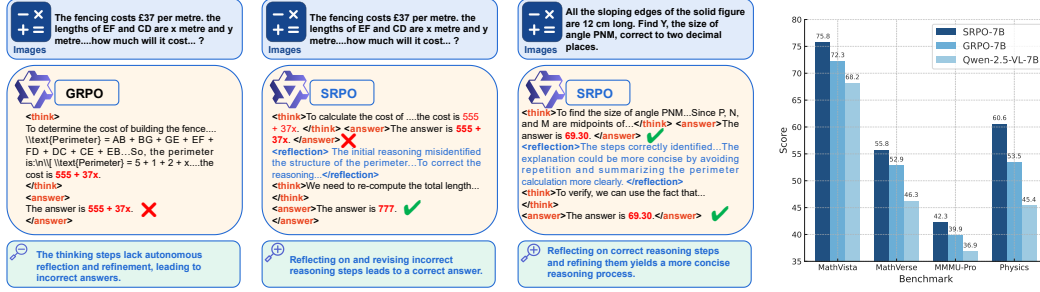 The fencing costs £37 per metre. the
lengths of EF and CD are x metre and y
metre....how much will it cost... ?
Images
GRPO
<think>
To determine the cost of building the fence....
\\text{Perimeter} = AB + BG + GE + EF +
FD + DC + CE + EB...So, the perimeter
is:\n\\[ \\text{Perimeter} = 5 + 1 + 2 + x....the
cost is 555 + 37x.
</think>
<answer>
The answer is 555 + 37x.
</answer>
The thinking steps lack autonomous
reflection and refinement, leading to
incorrect answers.
The fencing costs £37 per metre. the
lengths of EF and CD are x metre and y
metre....how much will it cost... ?
Images
SRPO
<think>To calculate the cost of ....the cost is 555
+ 37x. </think> <answer>The answer is 555 +
37x. </answer>
<reflection> The initial reasoning misidentified
the structure of the perimeter...To correct the
reasoning...</reflection>
<think>We need to re-compute the total length...
</think>
<answer>The answer is 777.
</answer>
Reflecting on and revising incorrect
reasoning steps leads to a correct answer.
All the sloping edges of the solid figure
are 12 cm long. Find Y, the size of
angle PNM, correct to two decimal
places.
Images
SRPO
<think>To find the size of angle PNM...Since P, N,
and M are midpoints of...</think> <answer>The
answer is 69.30. </answer>
<reflection>The steps correctly identified...The
explanation could be more concise by avoiding
repetition and summarizing the perimeter
calculation more clearly. </reflection>
<think>To verify, we can use the fact that...
</think>
<answer>The answer is 69.30.</answer>
Reflecting on correct reasoning steps
and refining them yields a more concise
reasoning process.
SRPO-7B
GRPO-7B
Qwen-2.5-VL-7B
Score
80
75
70
65
60
55
50
45
40
35
75.8
72.3
68.2
55.8
52.9
46.3
42.3
39.9
36.9
60.6
53.5
45.4
MathVista
MathVerse
MMMU-Pro
Physics
Benchmark